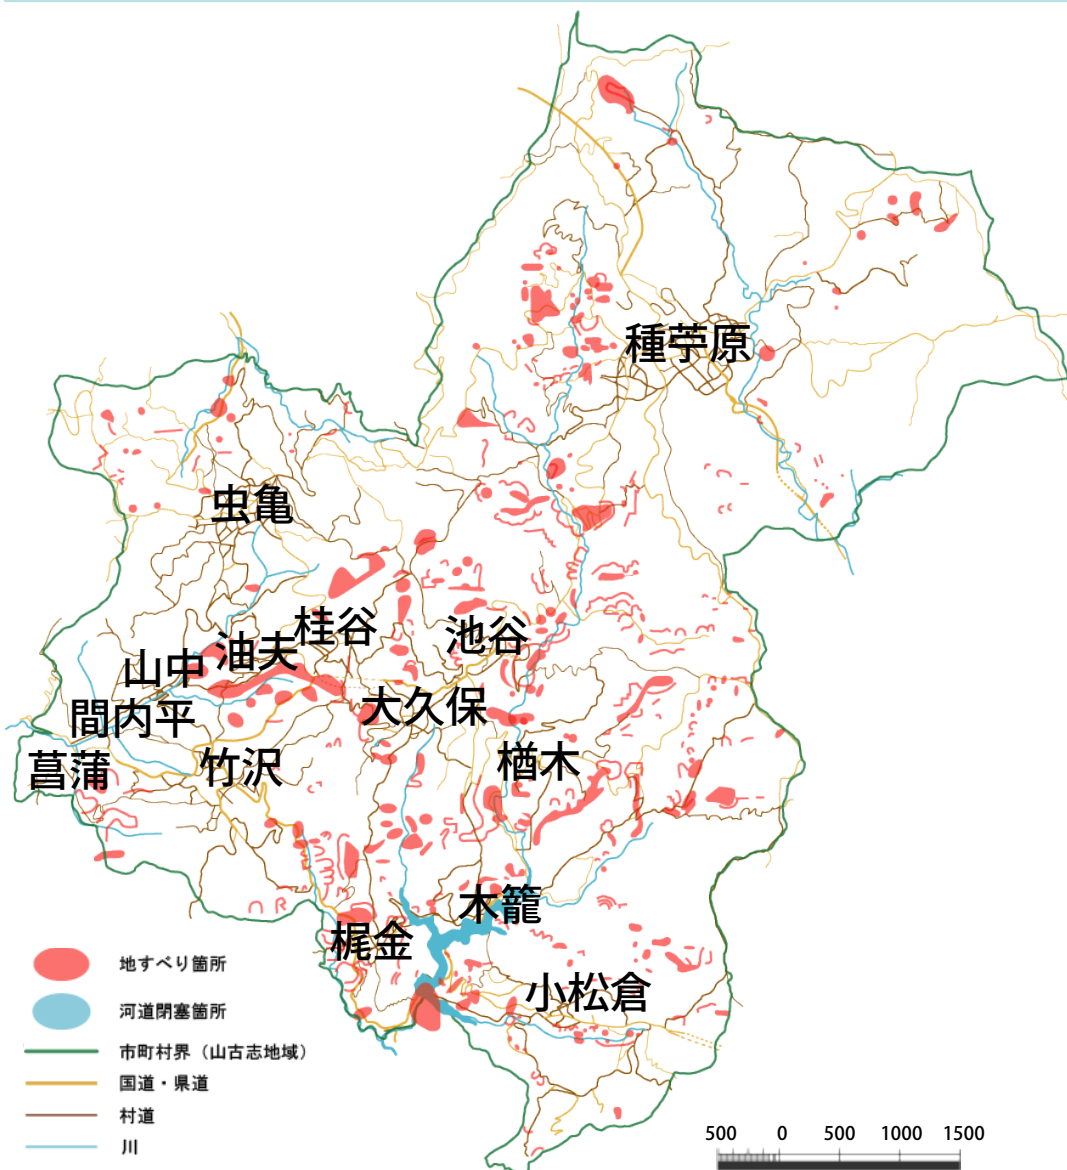 種苧原
虫亀
桂谷
池谷
油夫
山中
大久保
間内平
楢木
竹沢
菖蒲
木籠
梶金
小松倉
地すべり箇所
河道閉塞箇所
市町村界（山古志地域）
国道・県道
村道
川
500 0 500 1000 1500